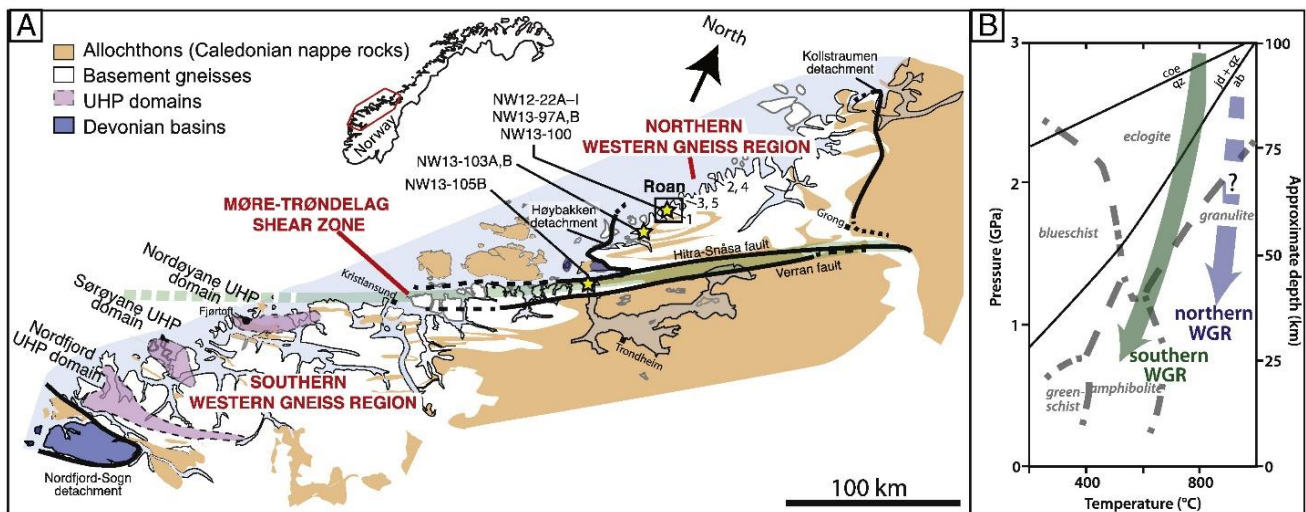 A
Allochthons (Caledonian nappe rocks)
Basement gneisses
UHP domains
Devonian basins
Norway
North
Kollstraumen
detachment
NW12-22A–I
NW13-97A,B
NW13-100
NORTHERN
WESTERN GNEISS REGION
NW13-103A,B
NW13-105B
Roan
2, 4
3, 5
1
MØRE-TRØNDELAG
SHEAR ZONE
Høybakken
detachment
Grong
Hitra-Snåsa fault
Verran fault
Kristiansund
Nordøyane UHP
domain
Fjørtoft
Sørøyane UHP
domain
Nordfjord
UHP domain
Trondheim
SOUTHERN
WESTERN GNEISS REGION
Nordfjord-Sogn
detachment
100 km
B
3
2
1
0
Pressure (GPa)
100
75
50
25
0
Approximate depth (km)
400
800
Temperature (°C)
coe
qz
jd + qz
ab
eclogite
?
granulite
blueschist
northern
WGR
southern
WGR
green-
schist
amphibolite